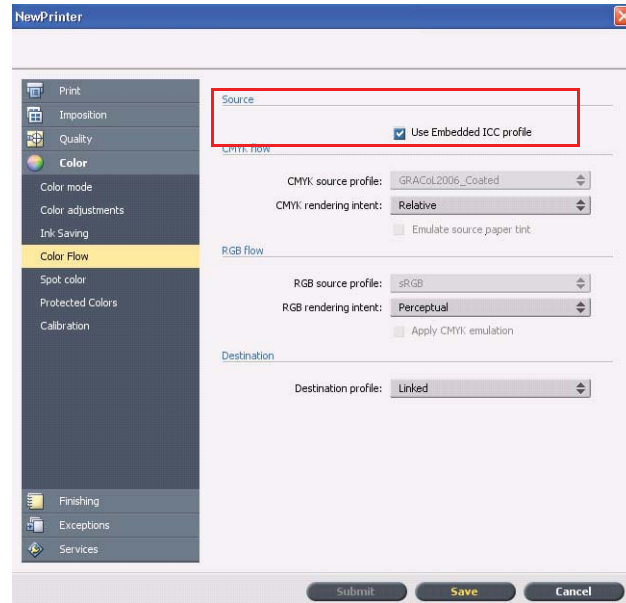 NewPrinter
Print
Imposition
Quality
Color
Color mode
Color adjustments
Ink Saving
Color Flow
Spot color
Protected Colors
Calibration
Finishing
Exceptions
Services
Source
Use Embedded ICC profile
CMYK flow
CMYK source profile: GRACoL2006_Coated
CMYK rendering intent: Relative
Emulate source paper tint
RGB flow
RGB source profile: sRGB
RGB rendering intent: Perceptual
Apply CMYK emulation
Destination
Destination profile: Linked
Submit Save Cancel